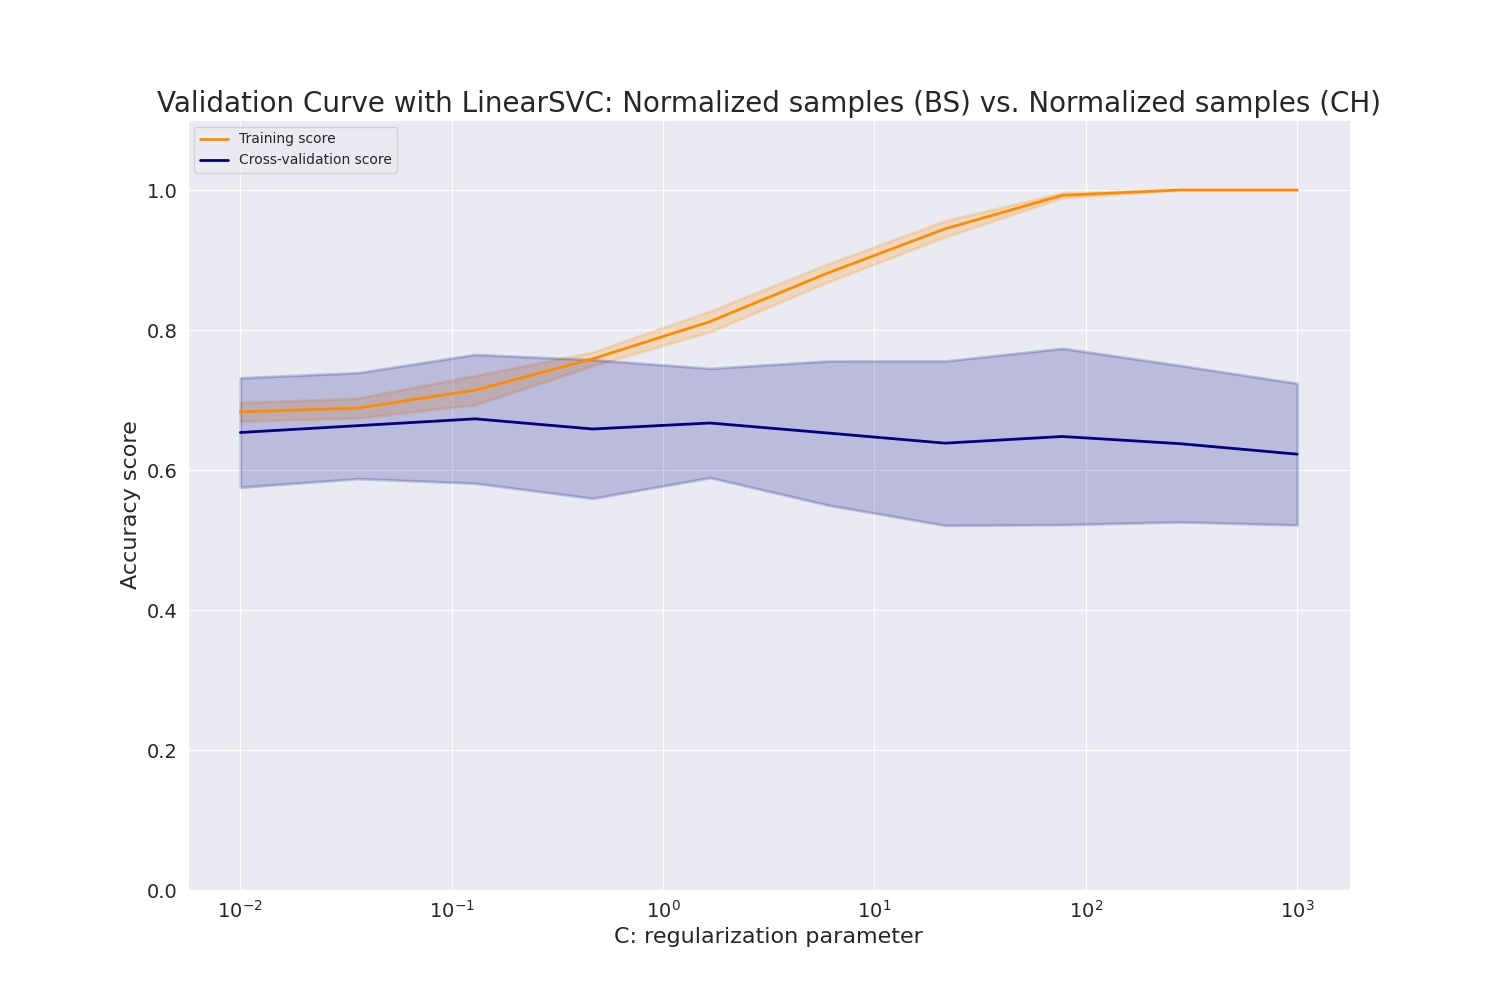 Validation Curve with LinearSVC: Normalized samples (BS) vs. Normalized samples (CH)
Training score
Cross-validation score
1.0
0.8
0.6
0.4
0.2
0.0
Accuracy score
10⁻² 10⁻¹ 10⁰ 10¹ 10² 10³
C: regularization parameter